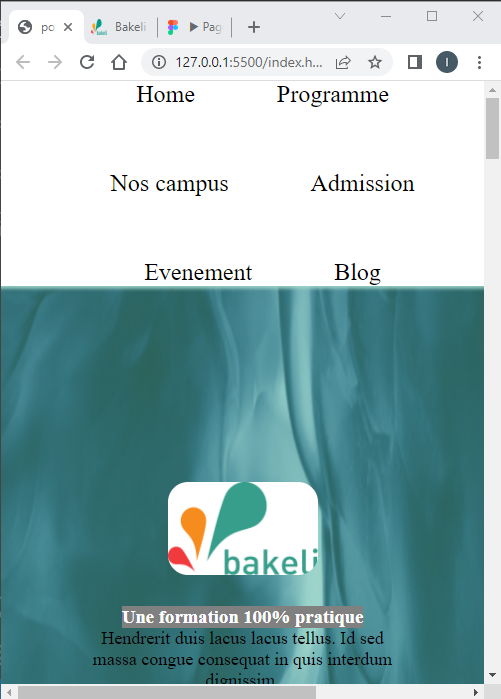 po
Bakeli
Pag
127.0.0.1:5500/index.h...
I
Home Programme
Nos campus Admission
Evenement Blog
bakeli
Une formation 100% pratique
Hendrerit duis lacus lacus tellus. Id sed
massa congue consequat in quis interdum
dignissim